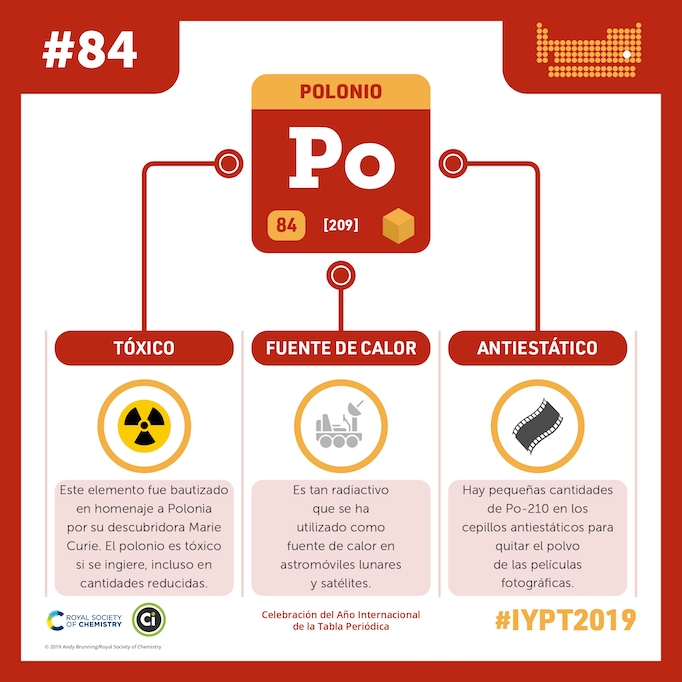 #84
POLONIO
Po
84
[209]
TÓXICO
Este elemento fue bautizado
en homenaje a Polonia
por su descubridora Marie
Curie. El polonio es tóxico
si se ingiere, incluso en
cantidades reducidas.
FUENTE DE CALOR
Es tan radiactivo
que se ha
utilizado como
fuente de calor en
astromóviles lunares
y satélites.
ANTIESTÁTICO
Hay pequeñas cantidades
de Po-210 en los
cepillos antiestáticos para
quitar el polvo
de las películas
fotográficas.
ROYAL SOCIETY
OF CHEMISTRY
Ci
Celebración del Año Internacional
de la Tabla Periódica
#IYPT2019
© 2019 Andy Brunning/Royal Society of Chemistry